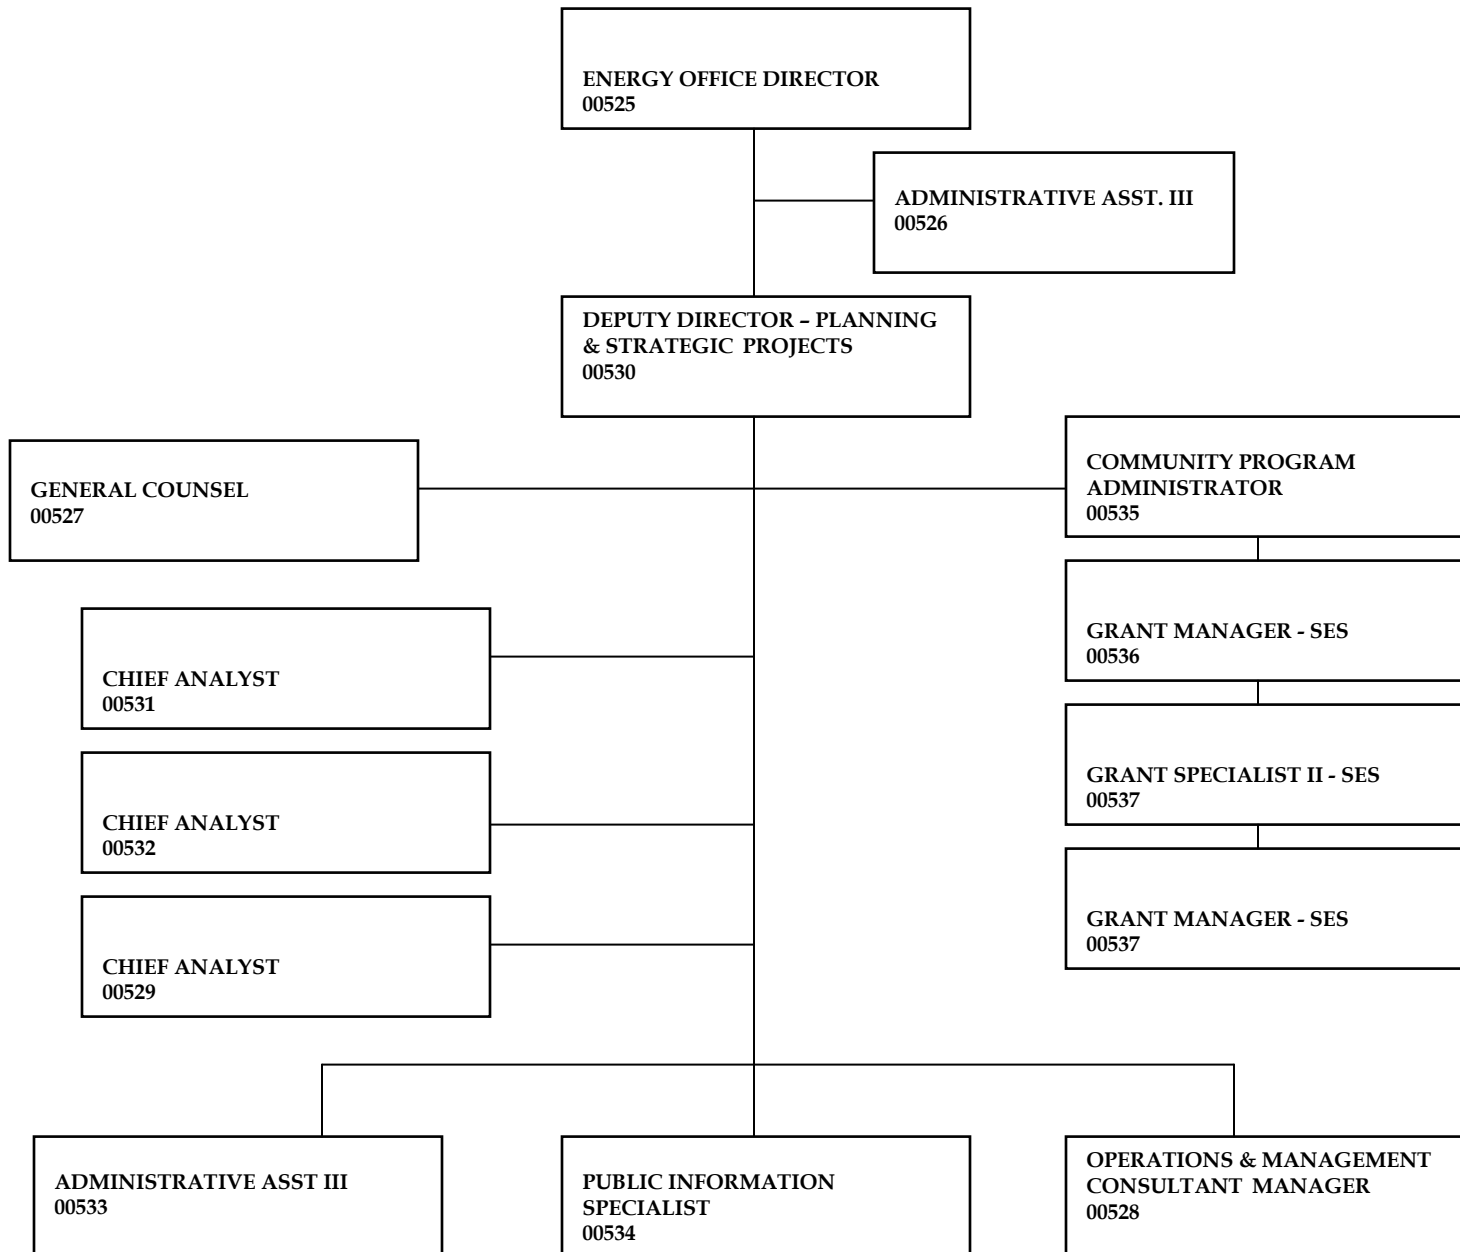 ENERGY OFFICE DIRECTOR
00525
ADMINISTRATIVE ASST. III
00526
DEPUTY DIRECTOR – PLANNING
& STRATEGIC PROJECTS
00530
GENERAL COUNSEL
00527
COMMUNITY PROGRAM
ADMINISTRATOR
00535
GRANT MANAGER - SES
00536
CHIEF ANALYST
00531
GRANT SPECIALIST II - SES
00537
CHIEF ANALYST
00532
GRANT MANAGER - SES
00537
CHIEF ANALYST
00529
ADMINISTRATIVE ASST III
00533
PUBLIC INFORMATION
SPECIALIST
00534
OPERATIONS & MANAGEMENT
CONSULTANT MANAGER
00528